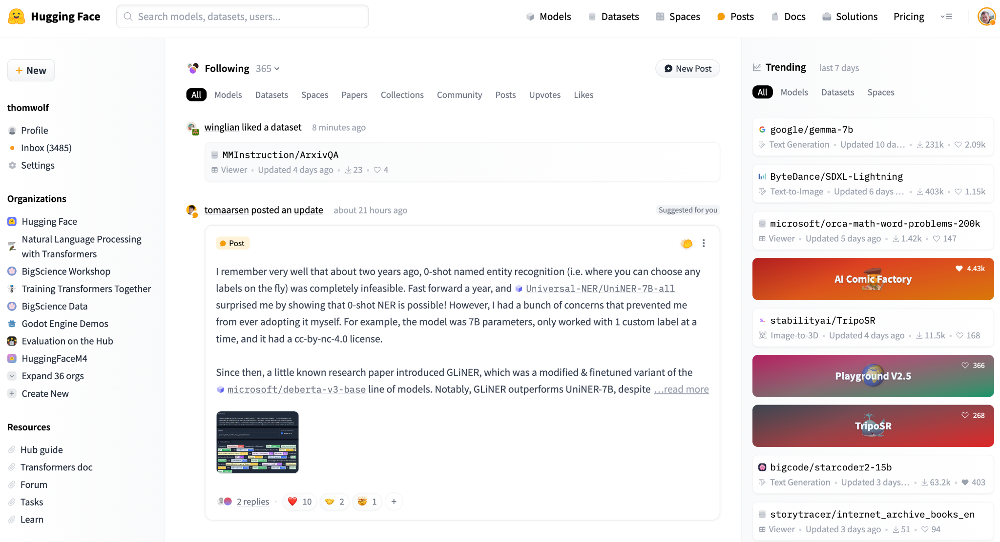 Hugging Face
Search models, datasets, users...
Models
Datasets
Spaces
Posts
Docs
Solutions
Pricing
New
thomwolf
Profile
Inbox (3485)
Settings
Organizations
Hugging Face
Natural Language Processing
with Transformers
BigScience Workshop
Training Transformers Together
BigScience Data
Godot Engine Demos
Evaluation on the Hub
HuggingFaceM4
Expand 36 orgs
Create New
Resources
Hub guide
Transformers doc
Forum
Tasks
Learn
Following 365
New Post
All Models Datasets Spaces Papers Collections Community Posts Upvotes Likes
winglian liked a dataset 8 minutes ago
MMInstruction/ArxivQA
Viewer • Updated 4 days ago • 23 • 4
tomaarsen posted an update about 21 hours ago
Suggested for you
Post
I remember very well that about two years ago, 0-shot named entity recognition (i.e. where you can choose any
labels on the fly) was completely infeasible. Fast forward a year, and Universal-NER/UniNER-7B-all
surprised me by showing that 0-shot NER is possible! However, I had a bunch of concerns that prevented me
from ever adopting it myself. For example, the model was 7B parameters, only worked with 1 custom label at a
time, and it had a cc-by-nc-4.0 license.
Since then, a little known research paper introduced GLiNER, which was a modified & finetuned variant of the
microsoft/deberta-v3-base line of models. Notably, GLiNER outperforms UniNER-7B, despite …read more
2 replies · 10 2 1 +
Trending last 7 days
All Models Datasets Spaces
google/gemma-7b
Text Generation • Updated 10 da… • 231k • 2.09k
ByteDance/SDXL-Lightning
Text-to-Image • Updated 6 days … • 403k • 1.15k
microsoft/orca-math-word-problems-200k
Viewer • Updated 5 days ago • 1.42k • 147
4.43k
AI Comic Factory
stabilityai/TripoSR
Image-to-3D • Updated 4 days ago • 11.5k • 168
366
Playground V2.5
268
TripoSR
bigcode/starcoder2-15b
Text Generation • Updated 3 days… • 63.2k • 403
storytracer/internet_archive_books_en
Viewer • Updated 3 days ago • 51 • 94